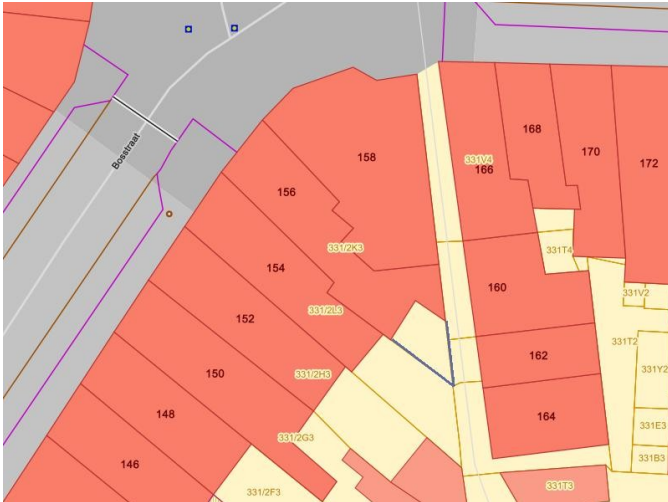 Bosstraat
158
168
170
331V4
166
172
156
331/2K3
331T4
154
160
331V2
331/2L3
152
331T2
162
331Y2
150
331/2H3
148
164
331E3
331/2G3
331B3
146
331T3
331/2F3